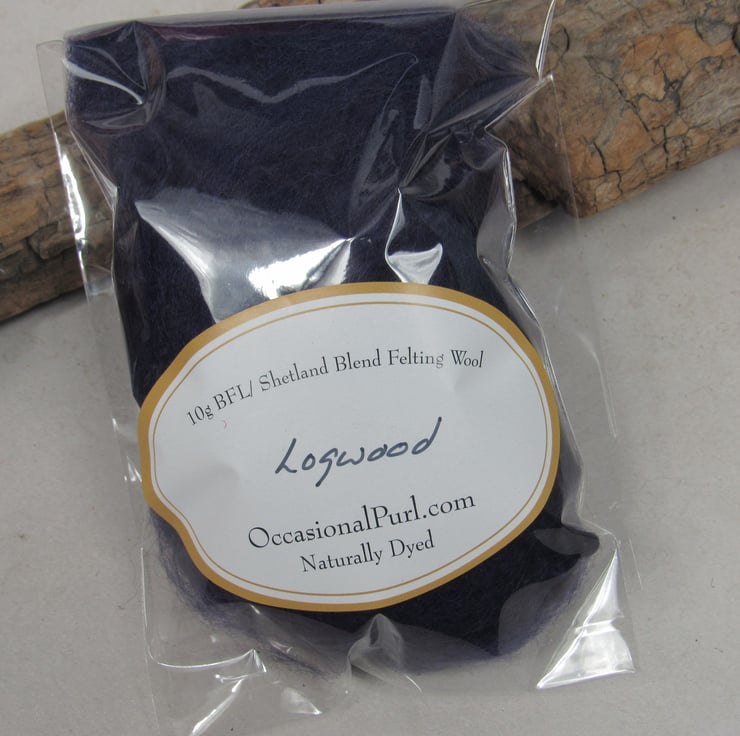 10g BFL/ Shetland Blend Felting Wool
Logwood
OccasionalPurl.com
Naturally Dyed